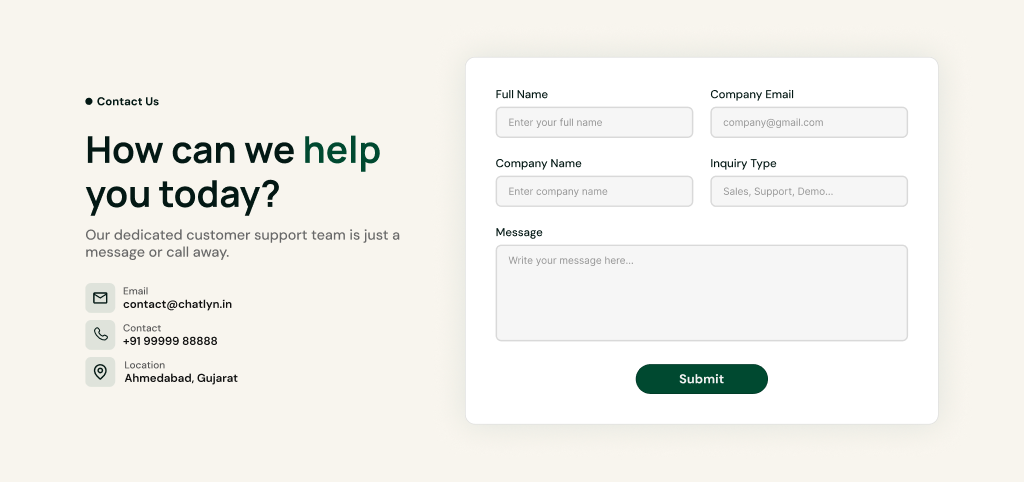 Contact Us
How can we help
you today?
Our dedicated customer support team is just a
message or call away.
Email
contact@chatlyn.in
Contact
+91 99999 88888
Location
Ahmedabad, Gujarat
Full Name
Enter your full name
Company Email
company@gmail.com
Company Name
Enter company name
Inquiry Type
Sales, Support, Demo...
Message
Write your message here...
Submit